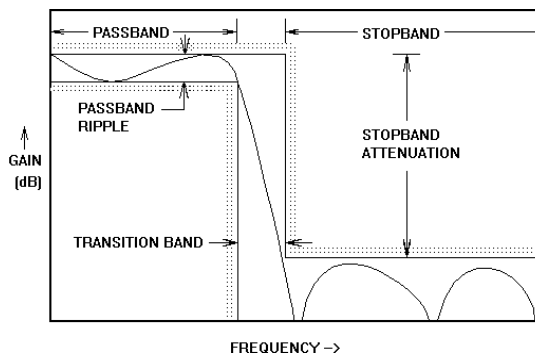 PASSBAND
STOPBAND
PASSBAND
RIPPLE
STOPBAND
ATTENUATION
GAIN
(dB)
TRANSITION BAND
FREQUENCY –>